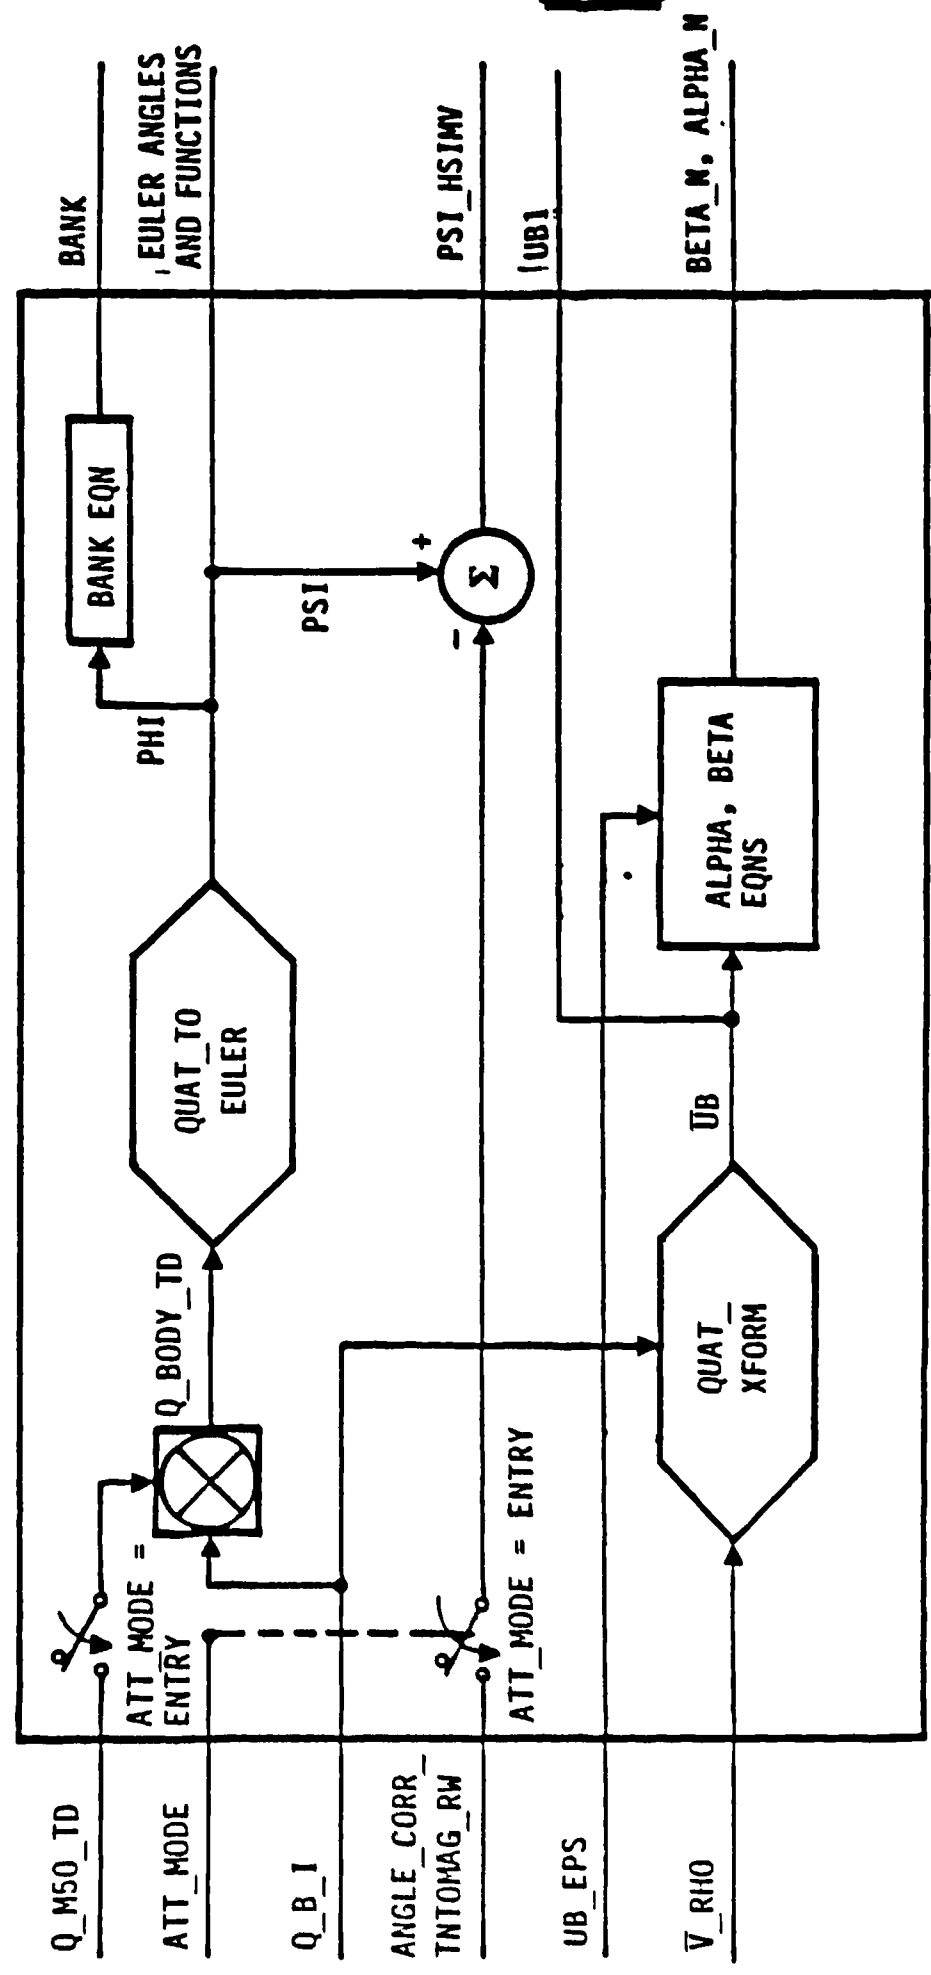 Q_M50_TD
ATT_MODE
Q_B_I
ANGLE_CORR_
TNTOMAG_RW
UB_EPS
V_RHO
ATT_MODE =
ENTRY
ATT_MODE = ENTRY
Q_BODY_TD
QUAT_TO
EULER
QUAT_
XFORM
UB
PHI
BANK EQN
PSI
+
-
Σ
ALPHA, BETA
EQNS
BANK
EULER ANGLES
AND FUNCTIONS
PSI_HSIMV
UB1
BETA_N, ALPHA_N